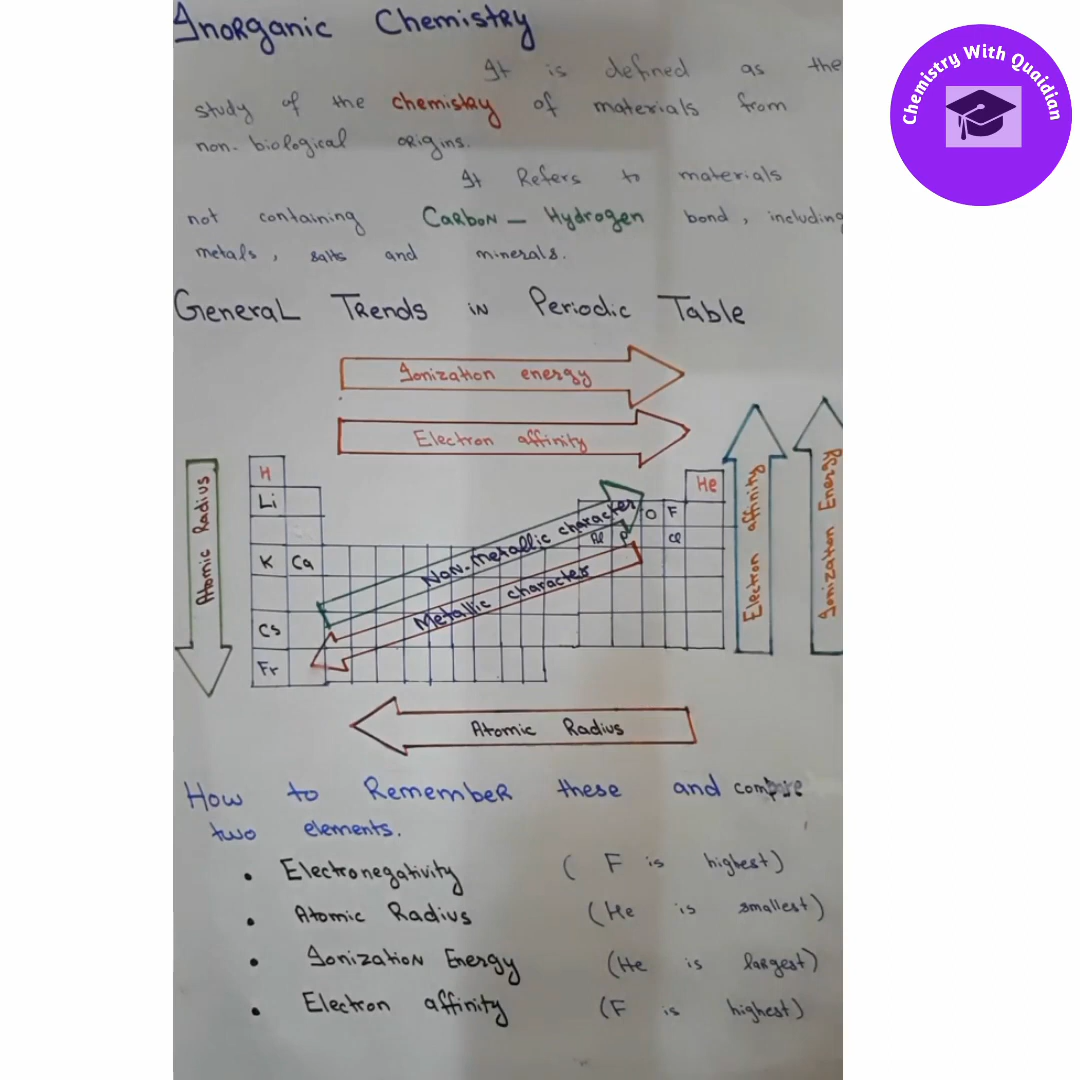 Inorganic Chemistry
It is defined as the
study of the chemistry of materials from
non-biological origins.
It Refers to materials
not containing Carbon - Hydrogen bond, including
metals, salts and minerals.
General Trends in Periodic Table
Ionization energy
Electron affinity
Atomic Radius
H
He
Li
O F
Al P Cl
K Ca
Cs
Fr
Non-metallic character
Metallic character
Electron affinity
Ionization Energy
Atomic Radius
How to Remember these and compare
two elements.
• Electronegativity ( F is highest)
• Atomic Radius (He is smallest)
• Ionization Energy (He is largest)
• Electron affinity (F is highest)
Chemistry With Quaidian